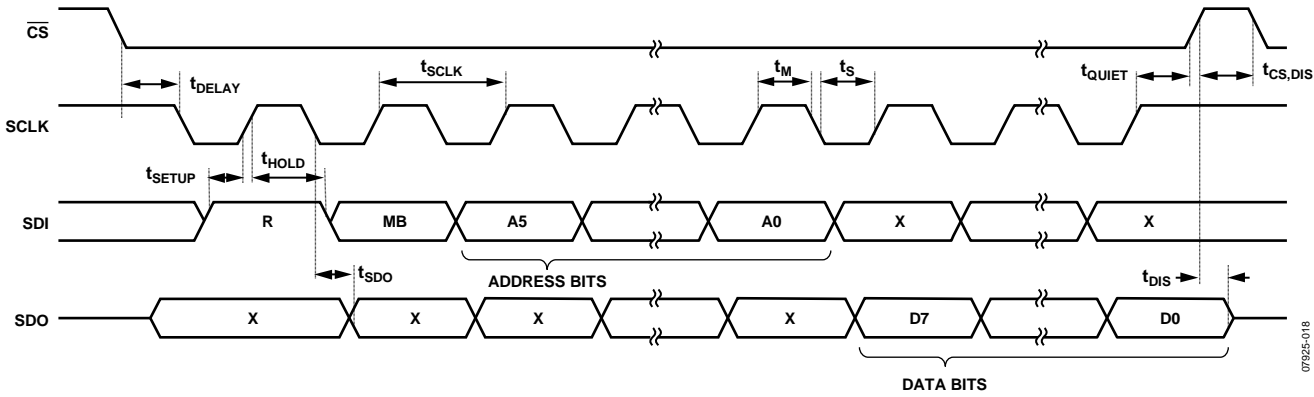 CS
tDELAY
tSCLK
tM
tS
tQUIET
tCS,DIS
SCLK
tSETUP
tHOLD
SDI
R
MB
A5
A0
X
X
tSDO
ADDRESS BITS
tDIS
SDO
X
X
X
X
D7
D0
DATA BITS
07925-018